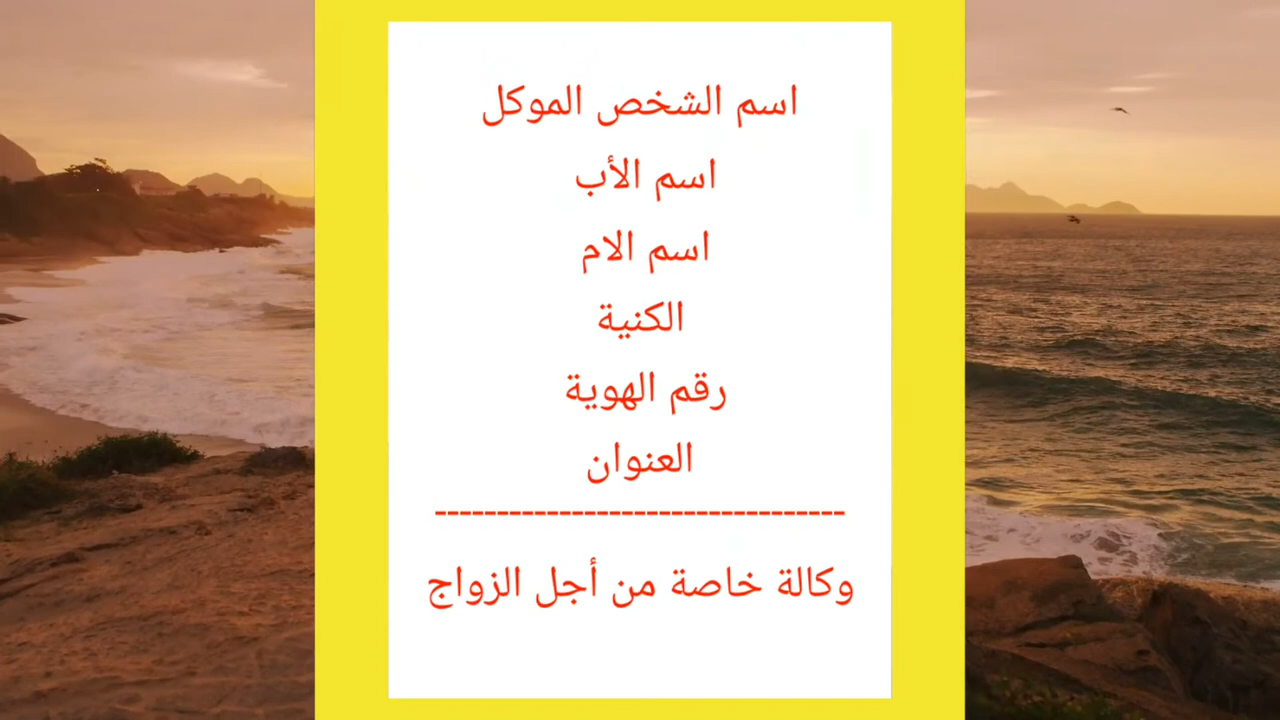 اسم الشخص الموكل
اسم الأب
اسم الام
الكنية
رقم الهوية
العنوان
---------------------------------
وكالة خاصة من أجل الزواج